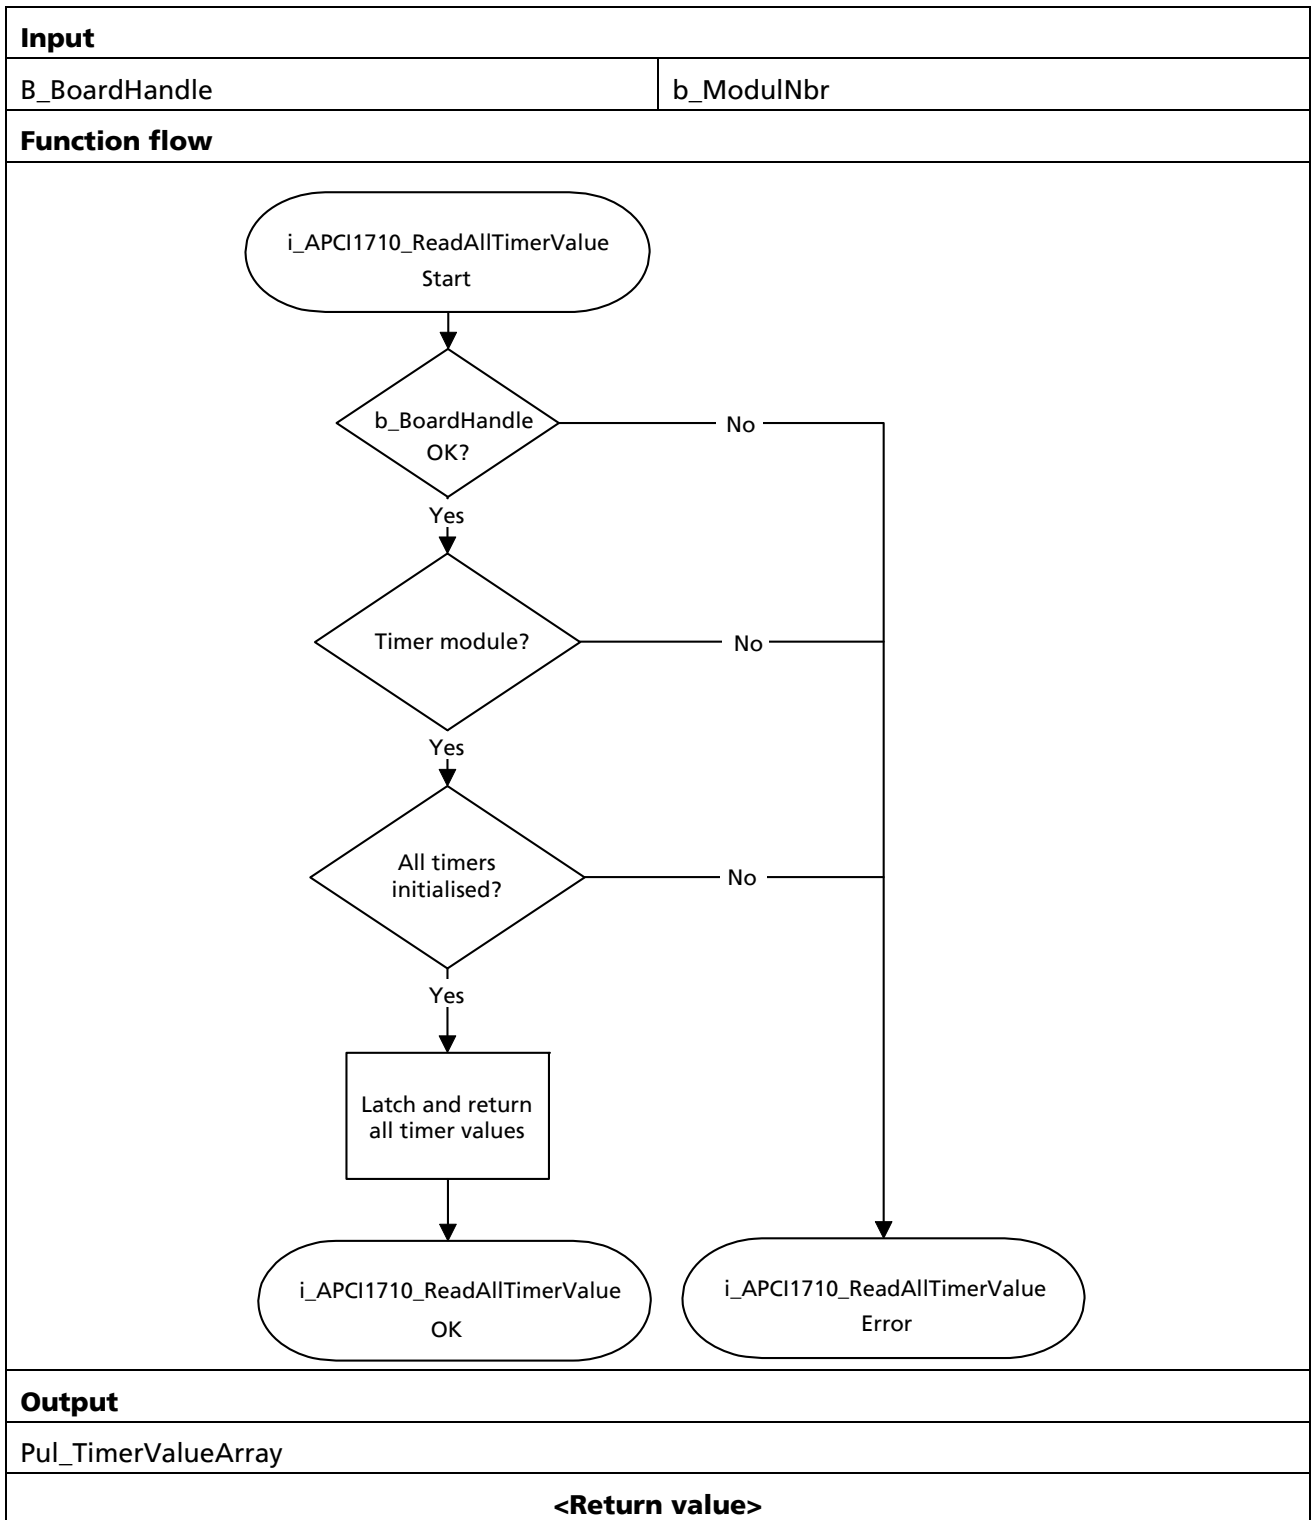 Input
B_BoardHandle
b_ModulNbr
Function flow
i_APCI1710_ReadAllTimerValue
Start
b_BoardHandle
OK?
No
Yes
Timer module?
No
Yes
All timers
initialised?
No
Yes
Latch and return
all timer values
i_APCI1710_ReadAllTimerValue
OK
i_APCI1710_ReadAllTimerValue
Error
Output
Pul_TimerValueArray
<Return value>